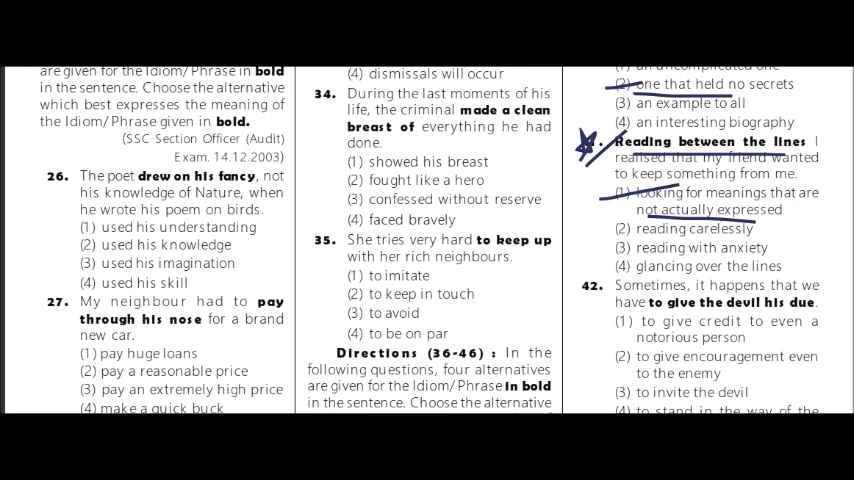 are given for the Idiom/ Phrase in bold
in the sentence. Choose the alternative
which best expresses the meaning of
the Idiom/ Phrase given in bold.
(SSC Section Officer (Audit)
Exam. 14.12.2003)
26. The poet drew on his fancy, not
his knowledge of Nature, when
he wrote his poem on birds.
(1) used his understanding
(2) used his knowledge
(3) used his imagination
(4) used his skill
27. My neighbour had to pay
through his nose for a brand
new car.
(1) pay huge loans
(2) pay a reasonable price
(3) pay an extremely high price
(4) make a quick buck
(4) dismissals will occur
34. During the last moments of his
life, the criminal made a clean
breast of everything he had
done.
(1) showed his breast
(2) fought like a hero
(3) confessed without reserve
(4) faced bravely
35. She tries very hard to keep up
with her rich neighbours.
(1) to imitate
(2) to keep in touch
(3) to avoid
(4) to be on par
Directions (36-46) : In the
following questions, four alternatives
are given for the Idiom/ Phrase in bold
in the sentence. Choose the alternative
(1) an uncomplicated one
(2) one that held no secrets
(3) an example to all
(4) an interesting biography
Reading between the lines I
realised that my friend wanted
to keep something from me.
(1) looking for meanings that are
not actually expressed
(2) reading carelessly
(3) reading with anxiety
(4) glancing over the lines
42. Sometimes, it happens that we
have to give the devil his due.
(1) to give credit to even a
notorious person
(2) to give encouragement even
to the enemy
(3) to invite the devil
(4) to stand in the way of the